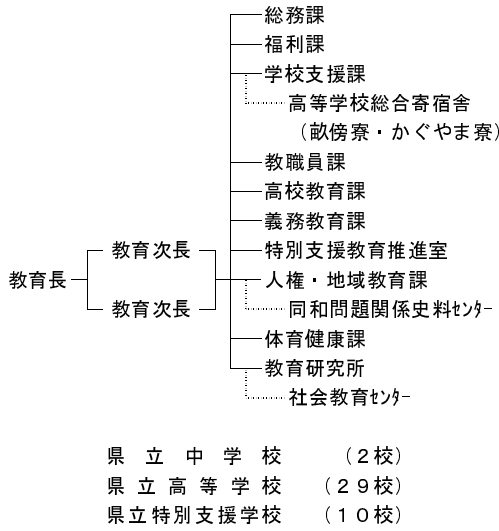 総務課
福利課
学校支援課
高等学校総合寄宿舎
（畝傍寮・かぐやま寮）
教職員課
高校教育課
義務教育課
特別支援教育推進室
教育長
教育次長
教育次長
人権・地域教育課
同和問題関係史料ｾﾝﾀｰ
体育健康課
教育研究所
社会教育ｾﾝﾀｰ
県立中学校（２校）
県立高等学校（２９校）
県立特別支援学校（１０校）